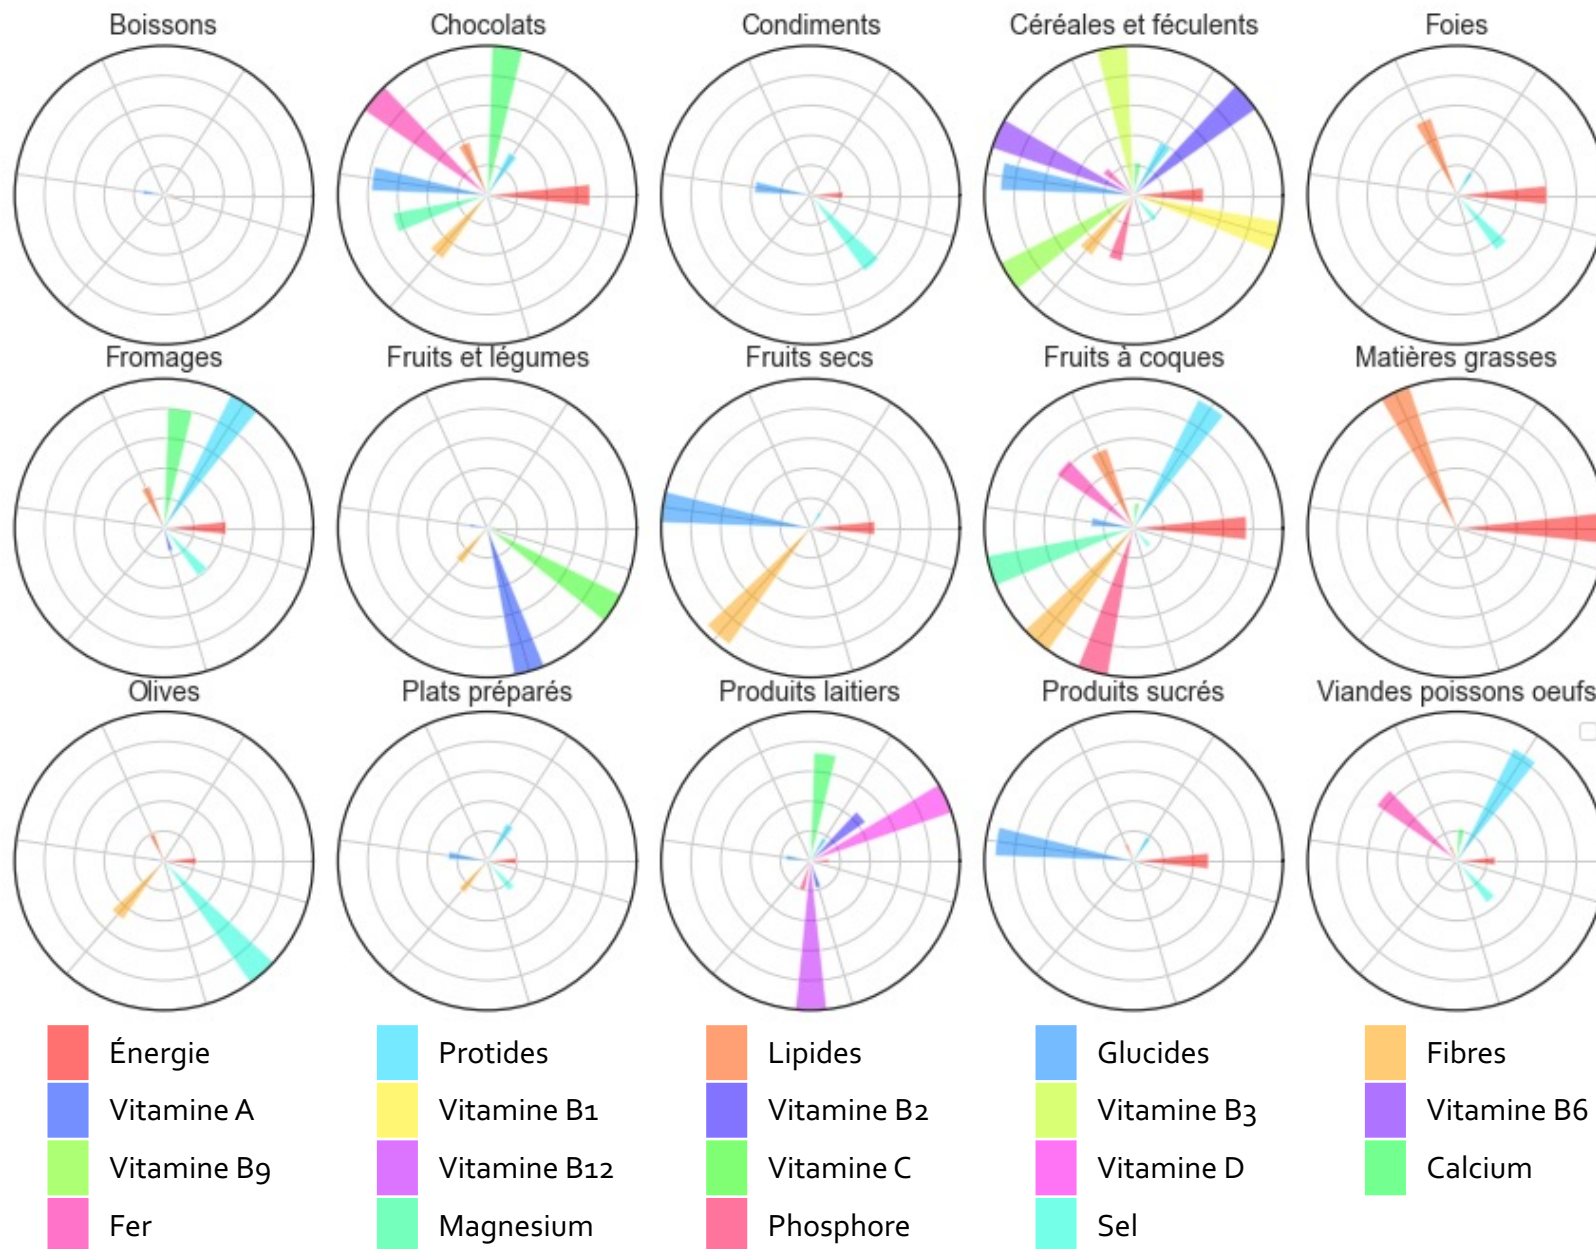 Boissons Chocolats Condiments Céréales et féculents Foies
Fromages Fruits et légumes Fruits secs Fruits à coques Matières grasses
Olives Plats préparés Produits laitiers Produits sucrés Viandes poissons oeufs
Énergie Protides Lipides Glucides Fibres
Vitamine A Vitamine B1 Vitamine B2 Vitamine B3 Vitamine B6
Vitamine B9 Vitamine B12 Vitamine C Vitamine D Calcium
Fer Magnesium Phosphore Sel